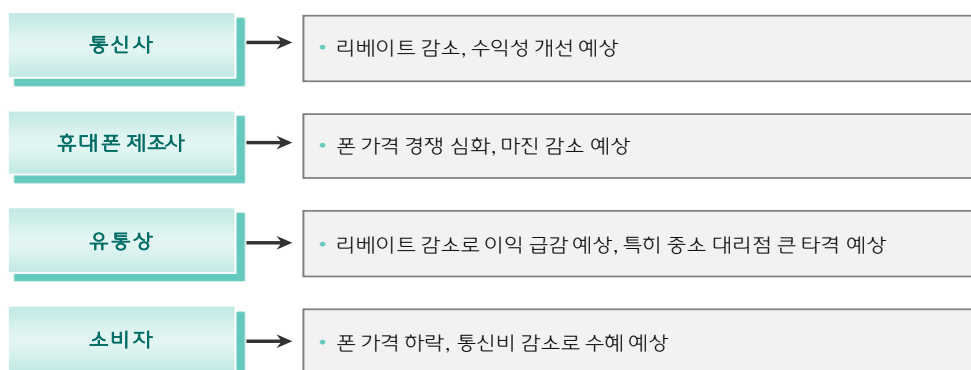 통신사
• 리베이트 감소, 수익성 개선 예상
휴대폰 제조사
• 폰 가격 경쟁 심화, 마진 감소 예상
유통상
• 리베이트 감소로 이익 급감 예상, 특히 중소 대리점 큰 타격 예상
소비자
• 폰 가격 하락, 통신비 감소로 수혜 예상